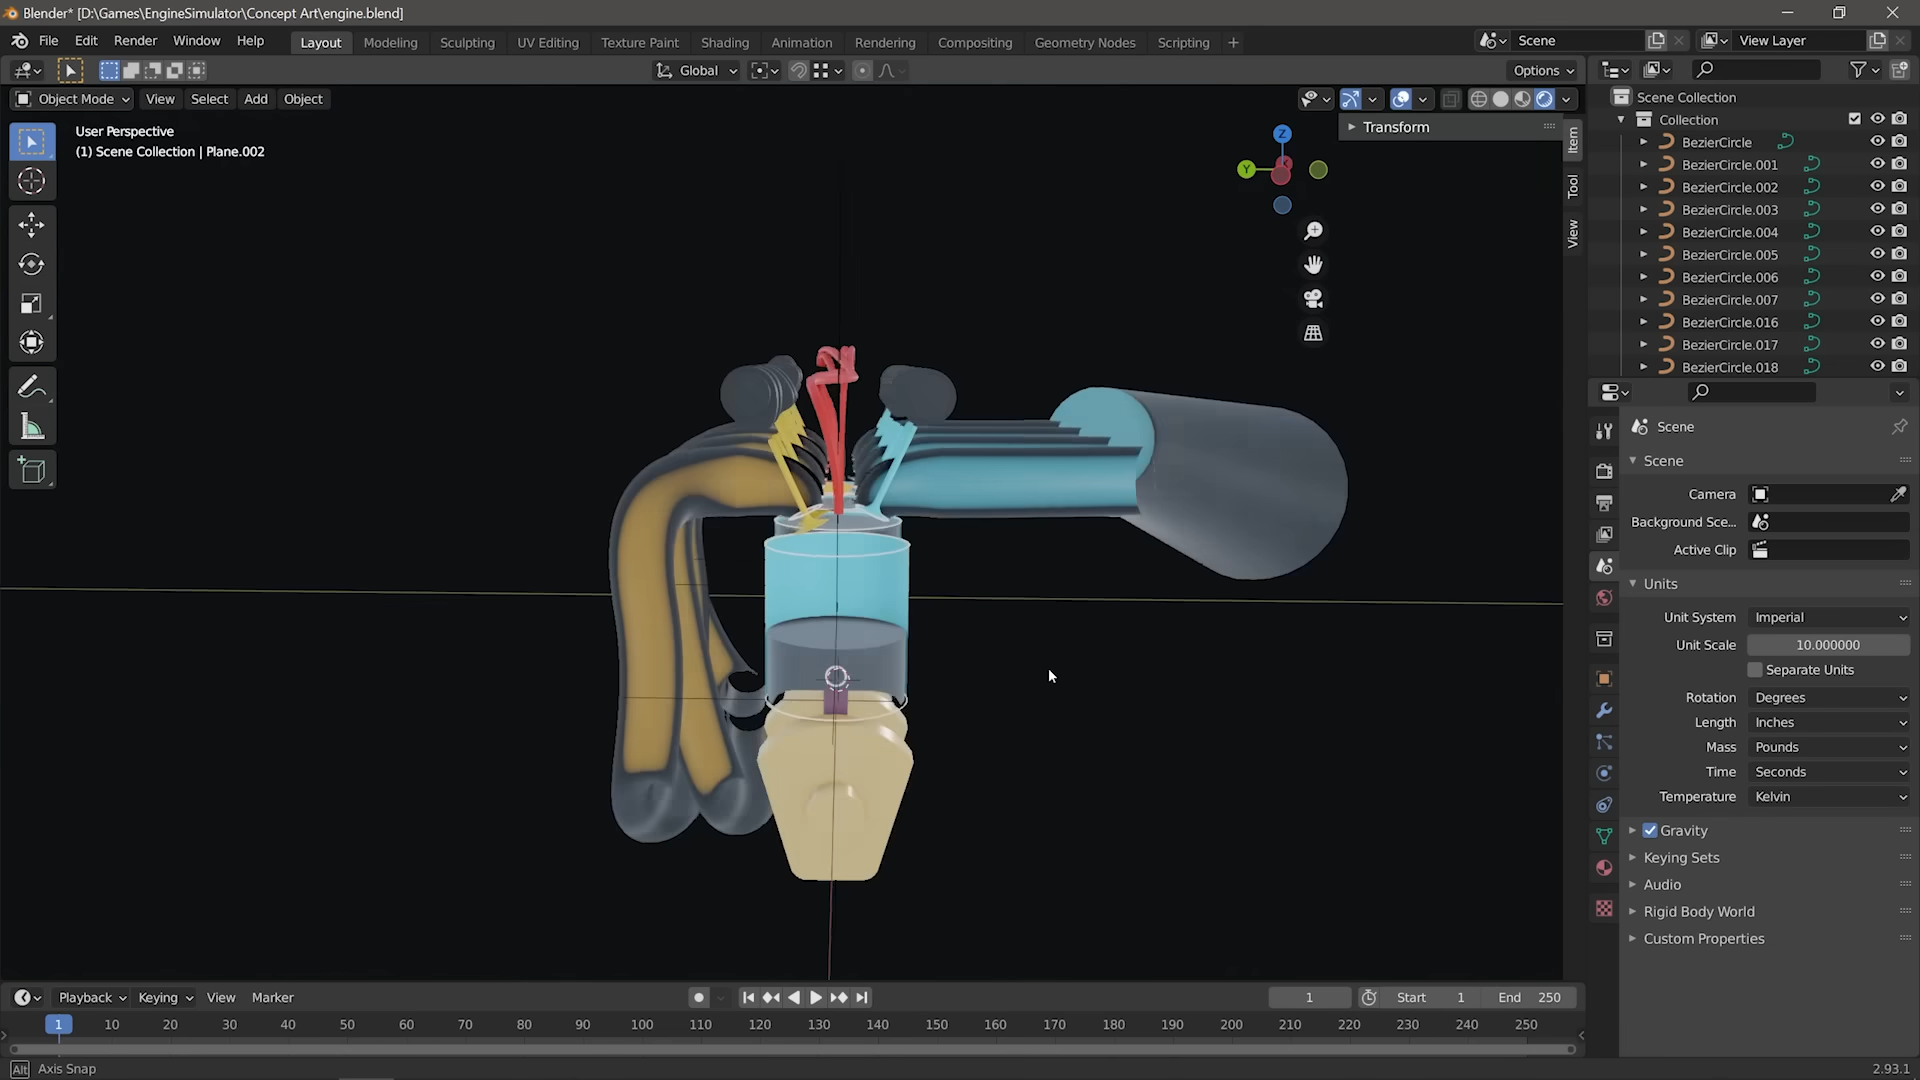 Blender* [D:\Games\EngineSimulator\Concept Art\engine.blend]
File Edit Render Window Help Layout Modeling Sculpting UV Editing Texture Paint Shading Animation Rendering Compositing Geometry Nodes Scripting + Scene View Layer
Global Options
Object Mode View Select Add Object
User Perspective
(1) Scene Collection | Plane.002
Transform
Item
Tool
View
Z
Y
Scene Collection
Collection
BezierCircle
BezierCircle.001
BezierCircle.002
BezierCircle.003
BezierCircle.004
BezierCircle.005
BezierCircle.006
BezierCircle.007
BezierCircle.016
BezierCircle.017
BezierCircle.018
Scene
Scene
Camera
Background Sce...
Active Clip
Units
Unit System Imperial
Unit Scale 10.000000
Separate Units
Rotation Degrees
Length Inches
Mass Pounds
Time Seconds
Temperature Kelvin
Gravity
Keying Sets
Audio
Rigid Body World
Custom Properties
Playback Keying View Marker 1 Start 1 End 250
1 10 20 30 40 50 60 70 80 90 100 110 120 130 140 150 160 170 180 190 200 210 220 230 240 250
Alt Axis Snap 2.93.1